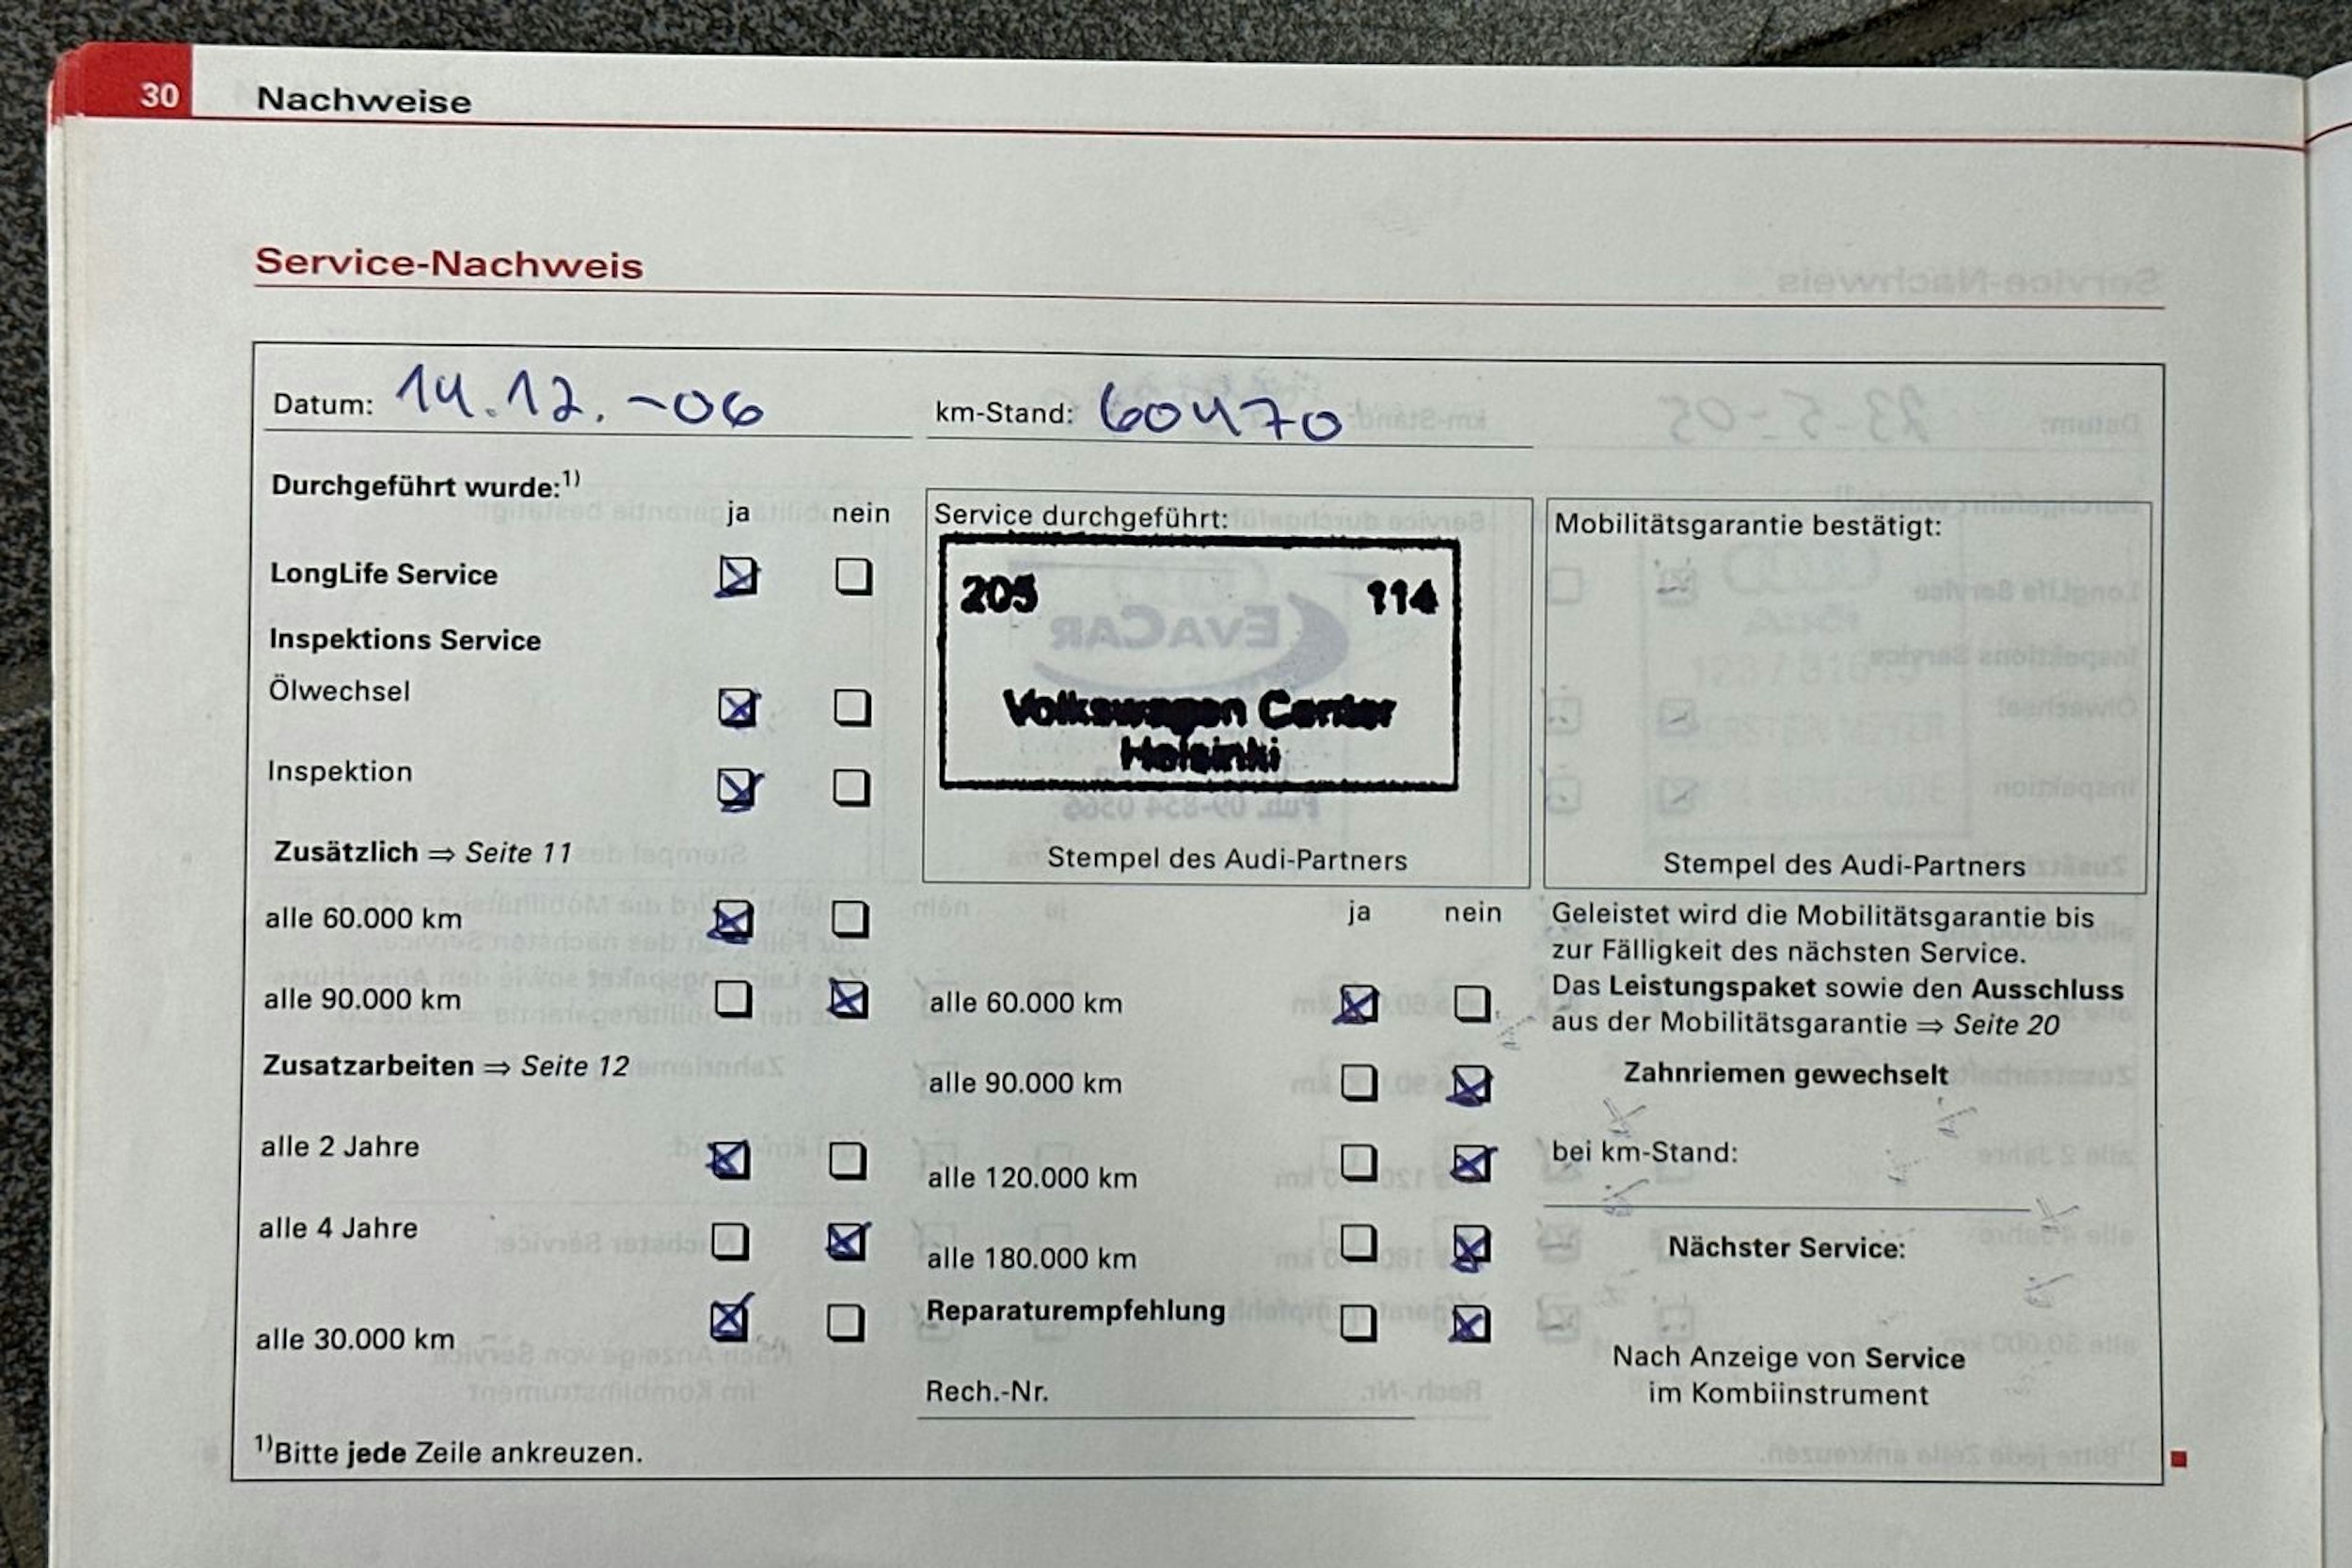 30 Nachweise
Service-Nachweis
Datum: 14.12.-06 km-Stand: 60470
Durchgeführt wurde:1)
ja nein
LongLife Service
Inspektions Service
Ölwechsel
Inspektion
Zusätzlich ⇒ Seite 11
alle 60.000 km
alle 90.000 km
Zusatzarbeiten ⇒ Seite 12
alle 2 Jahre
alle 4 Jahre
alle 30.000 km
1)Bitte jede Zeile ankreuzen.
Service durchgeführt:
205 114
Volkswagen Center
Helsinki
Stempel des Audi-Partners
ja nein
alle 60.000 km
alle 90.000 km
alle 120.000 km
alle 180.000 km
Reparaturempfehlung
Rech.-Nr.
Mobilitätsgarantie bestätigt:
Stempel des Audi-Partners
Geleistet wird die Mobilitätsgarantie bis
zur Fälligkeit des nächsten Service.
Das Leistungspaket sowie den Ausschluss
aus der Mobilitätsgarantie ⇒ Seite 20
Zahnriemen gewechselt
bei km-Stand:
Nächster Service:
Nach Anzeige von Service
im Kombiinstrument